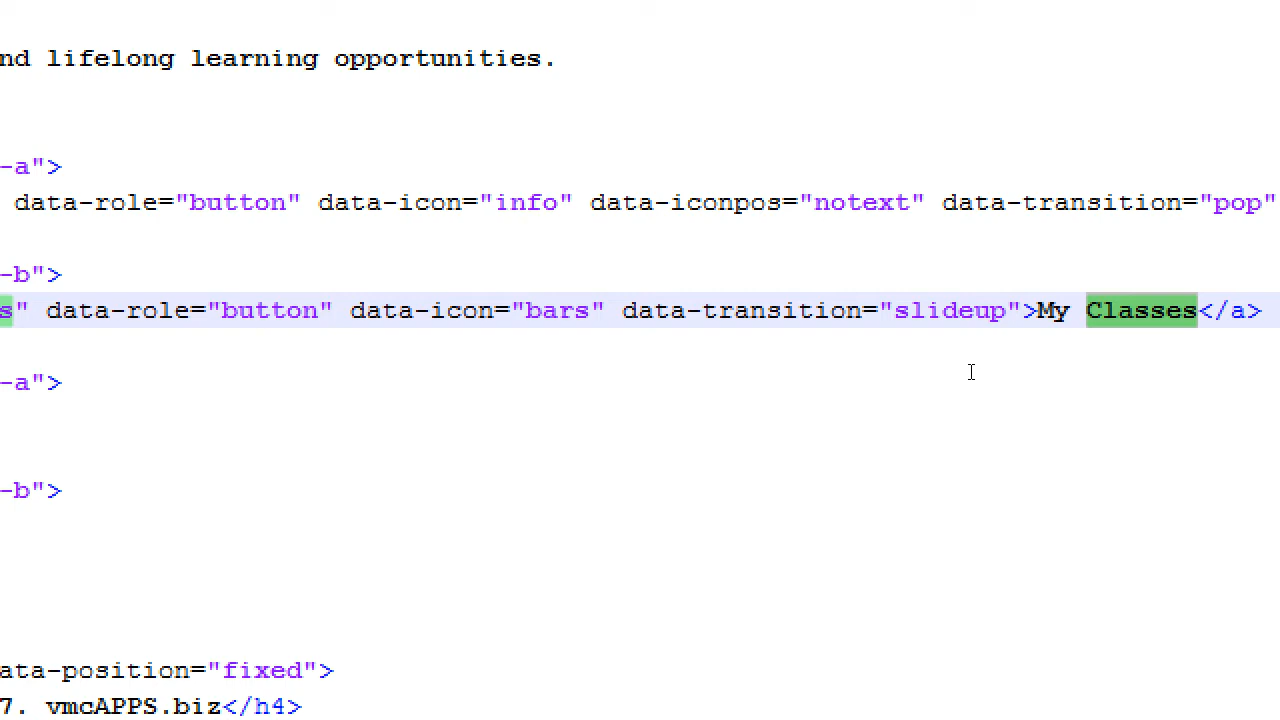 nd lifelong learning opportunities.
-a">
data-role="button" data-icon="info" data-iconpos="notext" data-transition="pop"
-b">
s" data-role="button" data-icon="bars" data-transition="slideup">My Classes</a>
-a">
-b">
ata-position="fixed">
7. vmcAPPS.biz</h4>